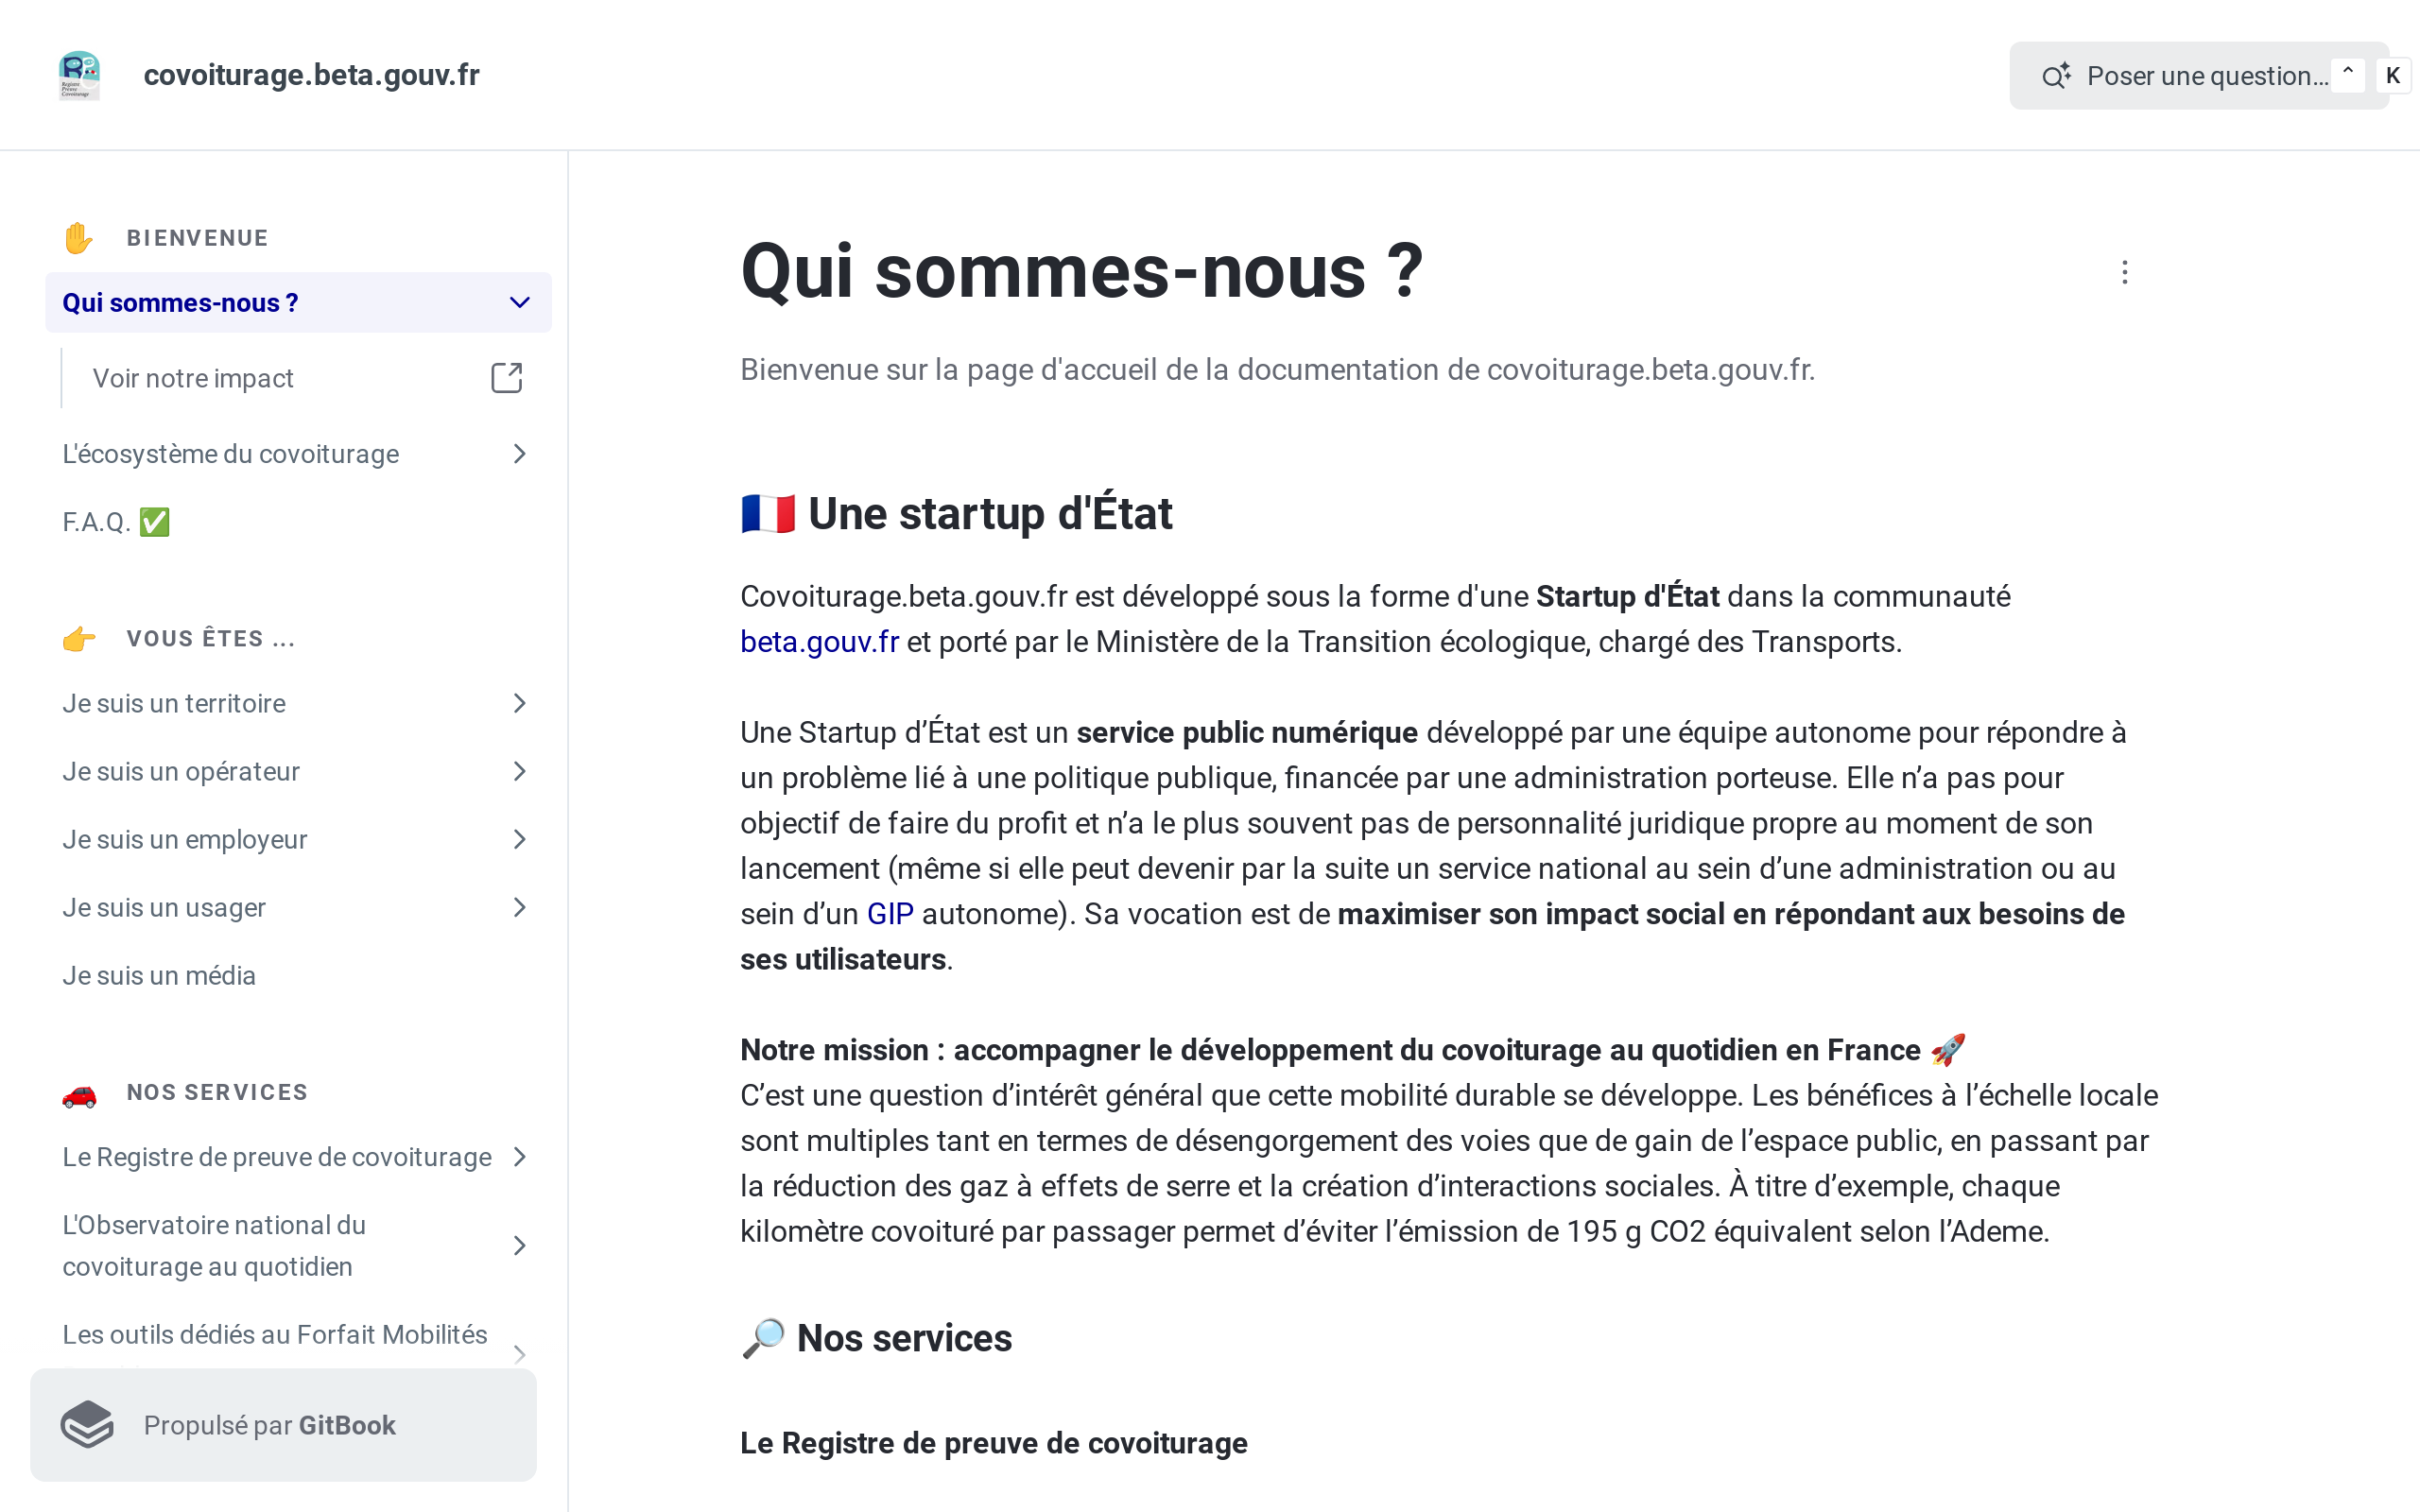 covoiturage.beta.gouv.fr
Poser une question... ⌃ K
✋ BIENVENUE
Qui sommes-nous ?
Voir notre impact
L'écosystème du covoiturage
F.A.Q. ✅
👉 VOUS ÊTES ...
Je suis un territoire
Je suis un opérateur
Je suis un employeur
Je suis un usager
Je suis un média
🚗 NOS SERVICES
Le Registre de preuve de covoiturage
L'Observatoire national du
covoiturage au quotidien
Les outils dédiés au Forfait Mobilités
Propulsé par GitBook
Qui sommes-nous ?
Bienvenue sur la page d'accueil de la documentation de covoiturage.beta.gouv.fr.
🇫🇷 Une startup d'État
Covoiturage.beta.gouv.fr est développé sous la forme d'une Startup d'État dans la communauté
beta.gouv.fr et porté par le Ministère de la Transition écologique, chargé des Transports.
Une Startup d’État est un service public numérique développé par une équipe autonome pour répondre à
un problème lié à une politique publique, financée par une administration porteuse. Elle n’a pas pour
objectif de faire du profit et n’a le plus souvent pas de personnalité juridique propre au moment de son
lancement (même si elle peut devenir par la suite un service national au sein d’une administration ou au
sein d’un GIP autonome). Sa vocation est de maximiser son impact social en répondant aux besoins de
ses utilisateurs.
Notre mission : accompagner le développement du covoiturage au quotidien en France 🚀
C’est une question d’intérêt général que cette mobilité durable se développe. Les bénéfices à l’échelle locale
sont multiples tant en termes de désengorgement des voies que de gain de l’espace public, en passant par
la réduction des gaz à effets de serre et la création d’interactions sociales. À titre d’exemple, chaque
kilomètre covoituré par passager permet d’éviter l’émission de 195 g CO2 équivalent selon l’Ademe.
🔎 Nos services
Le Registre de preuve de covoiturage